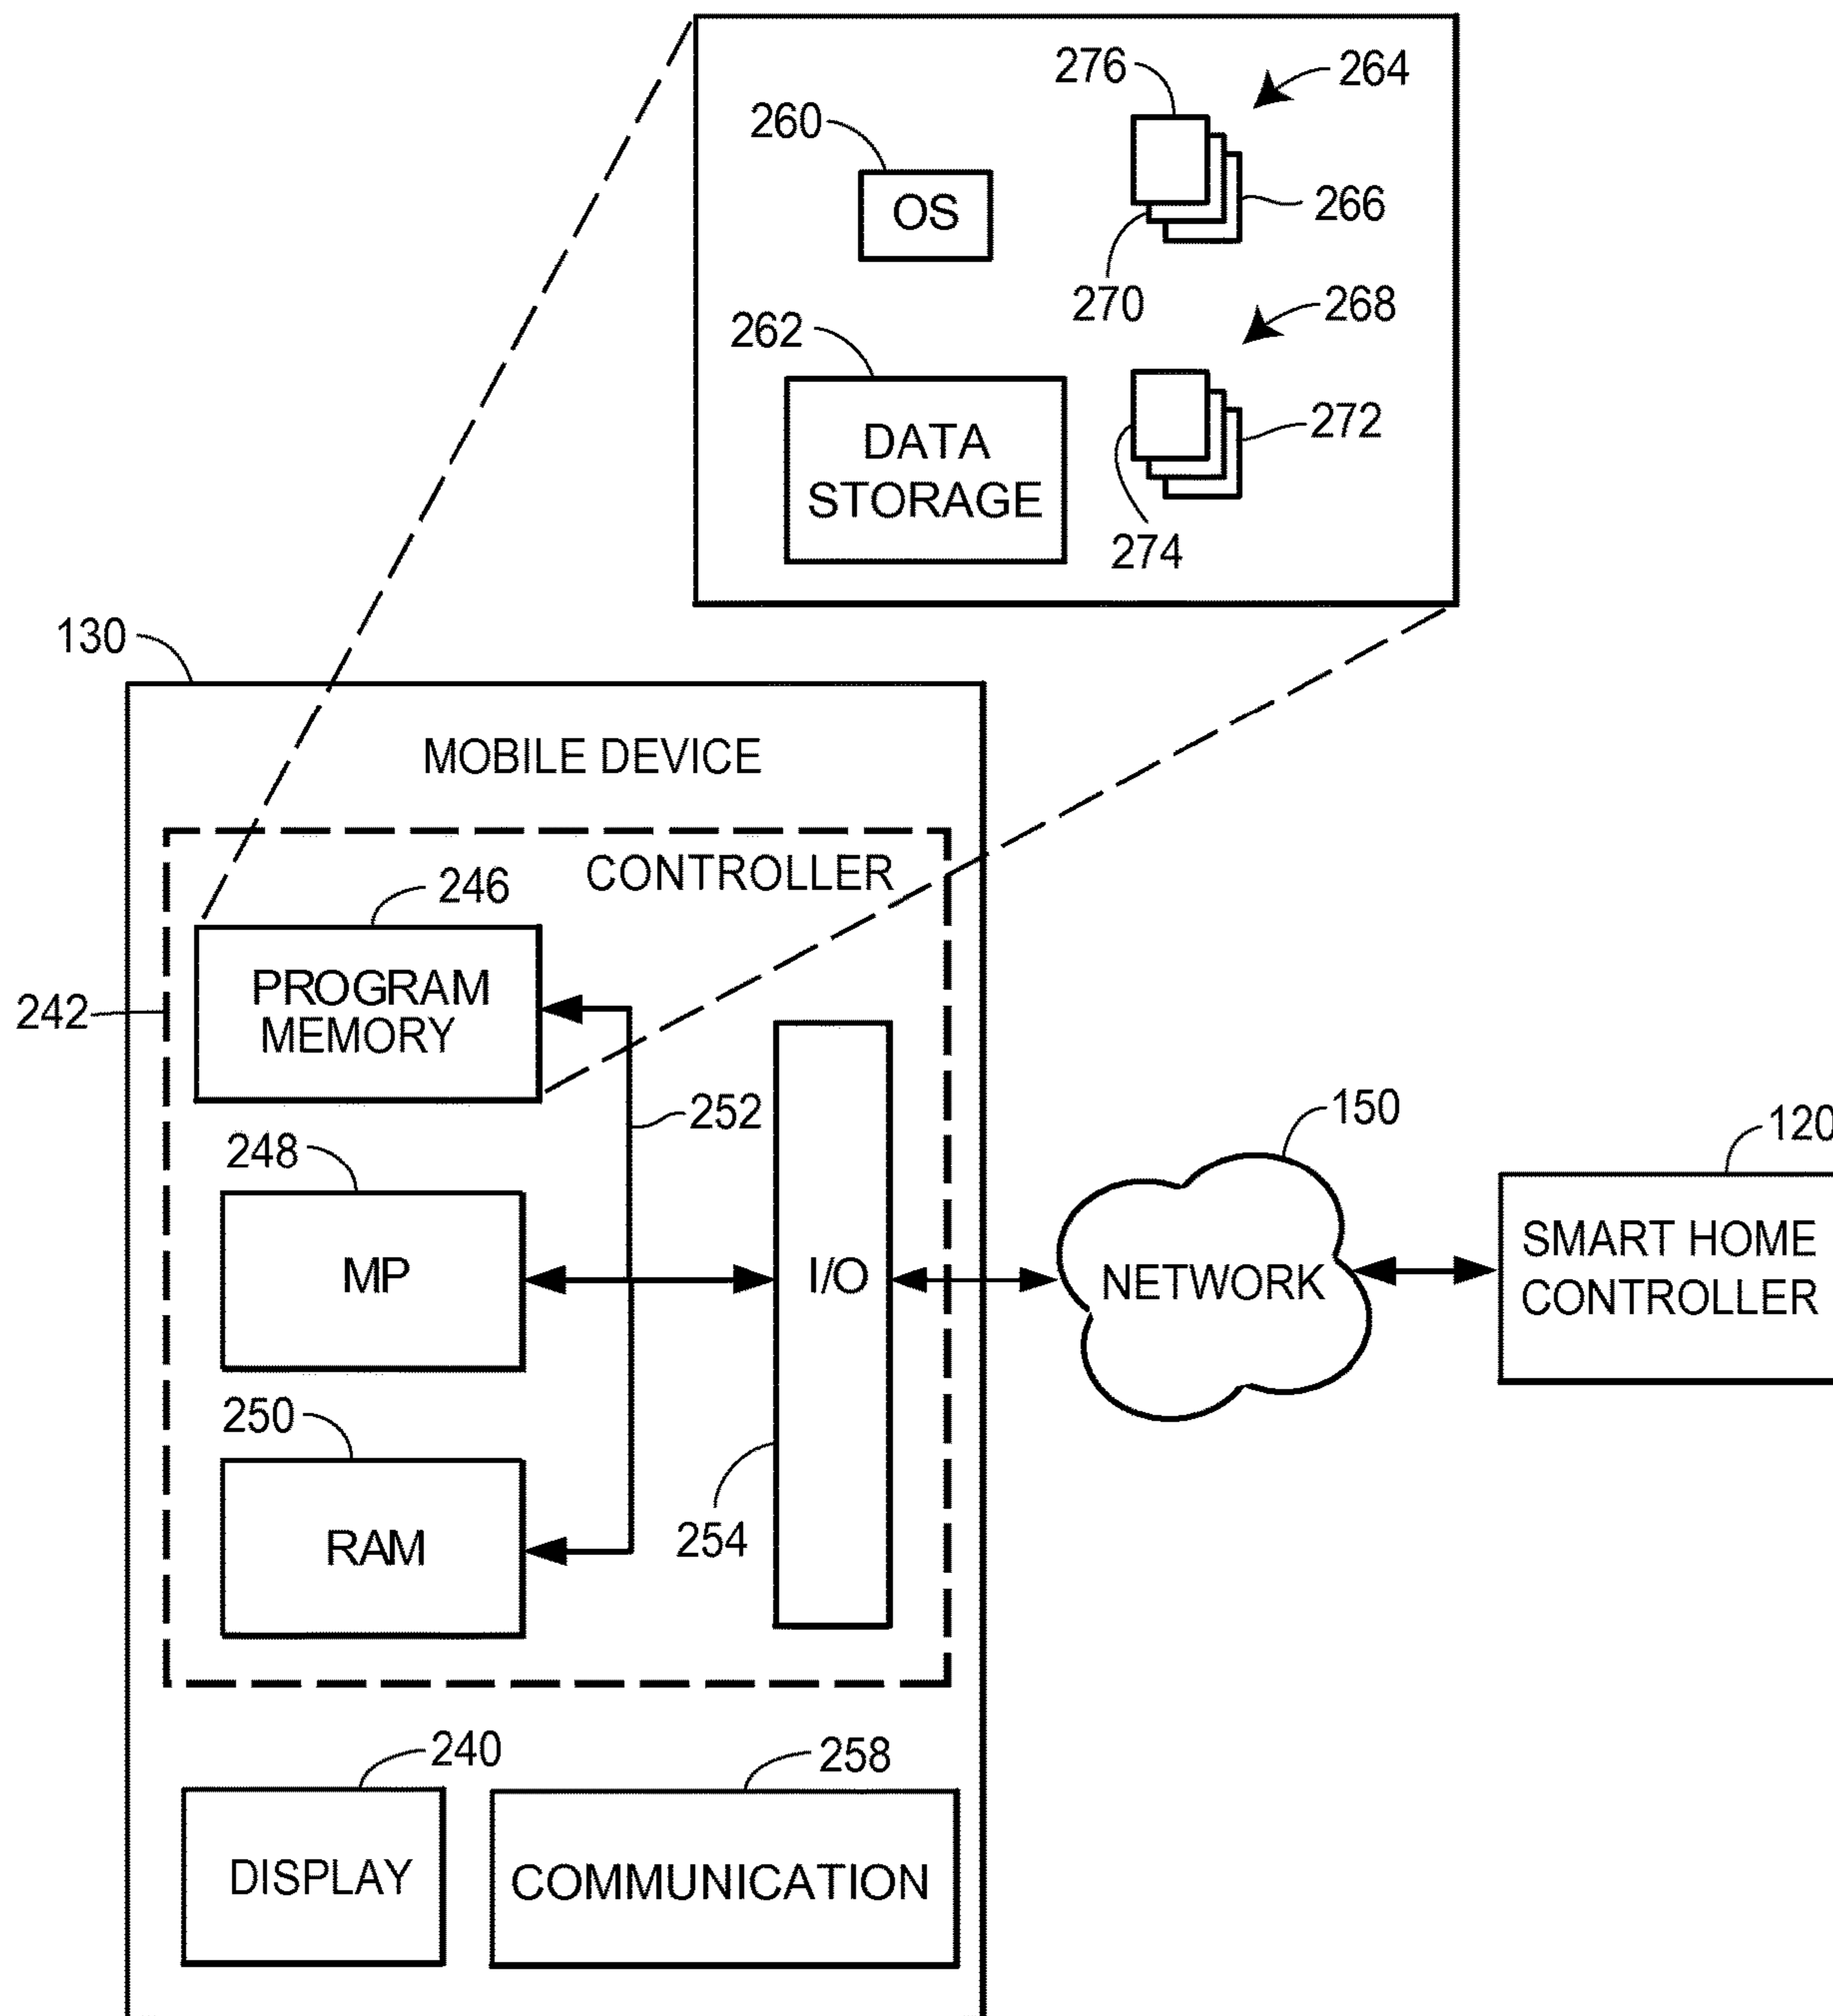 276
264
260
OS
266
270
268
262
DATA
STORAGE
272
274
130
MOBILE DEVICE
CONTROLLER
246
PROGRAM
MEMORY
242
252
150
120
248
MP
I/O
NETWORK
SMART HOME
CONTROLLER
250
RAM
254
240
258
DISPLAY
COMMUNICATION